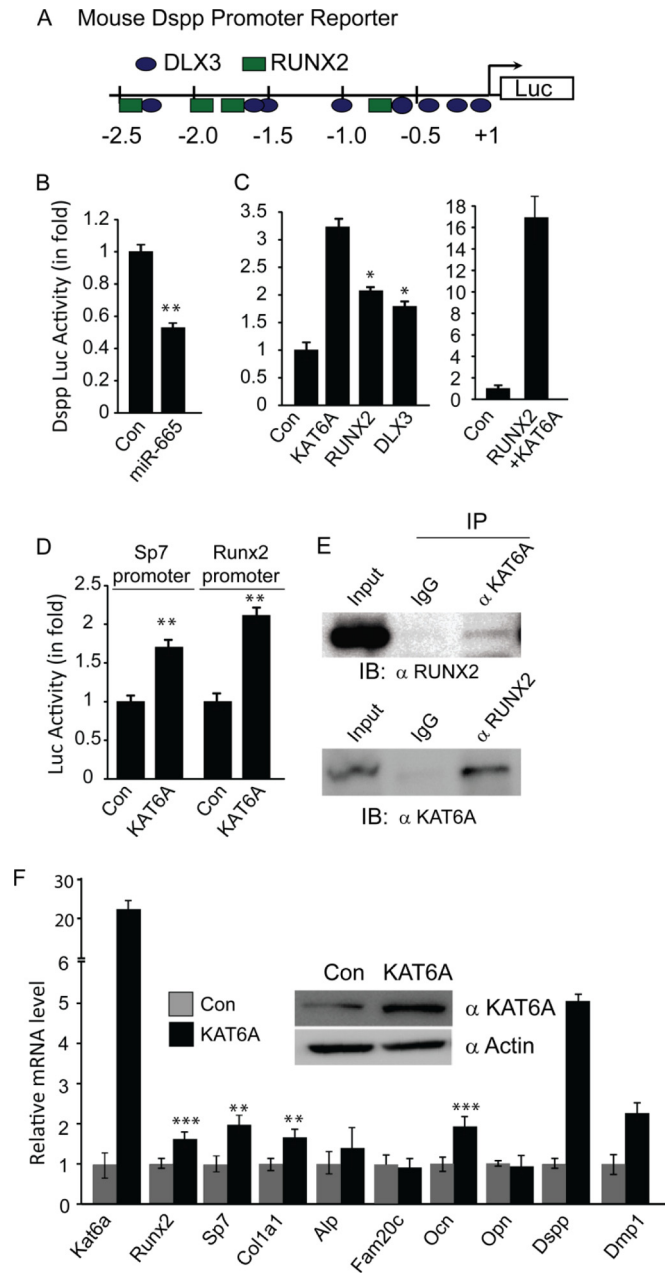 A Mouse Dspp Promoter Reporter
DLX3 RUNX2
Luc
-2.5 -2.0 -1.5 -1.0 -0.5 +1
B
Dspp Luc Activity (in fold)
1.2
1
0.8
0.6
0.4
0.2
0
**
Con
miR-665
C
3.5
3
2.5
2
1.5
1
0.5
0
*
*
Con
KAT6A
RUNX2
DLX3
18
16
14
12
10
8
6
4
2
0
Con
RUNX2
+KAT6A
D
Sp7
promoter
Runx2
promoter
Luc Activity (in fold)
2.5
2
1.5
1
0.5
0
**
**
Con
KAT6A
Con
KAT6A
E
IP
Input
IgG
α KAT6A
IB: α RUNX2
Input
IgG
α RUNX2
IB: α KAT6A
F
Relative mRNA level
30
20
6
5
4
3
2
1
0
Con
KAT6A
Con KAT6A
α KAT6A
α Actin
***
**
**
***
Kat6a
Runx2
Sp7
Col1a1
Alp
Fam20c
Ocn
Opn
Dspp
Dmp1